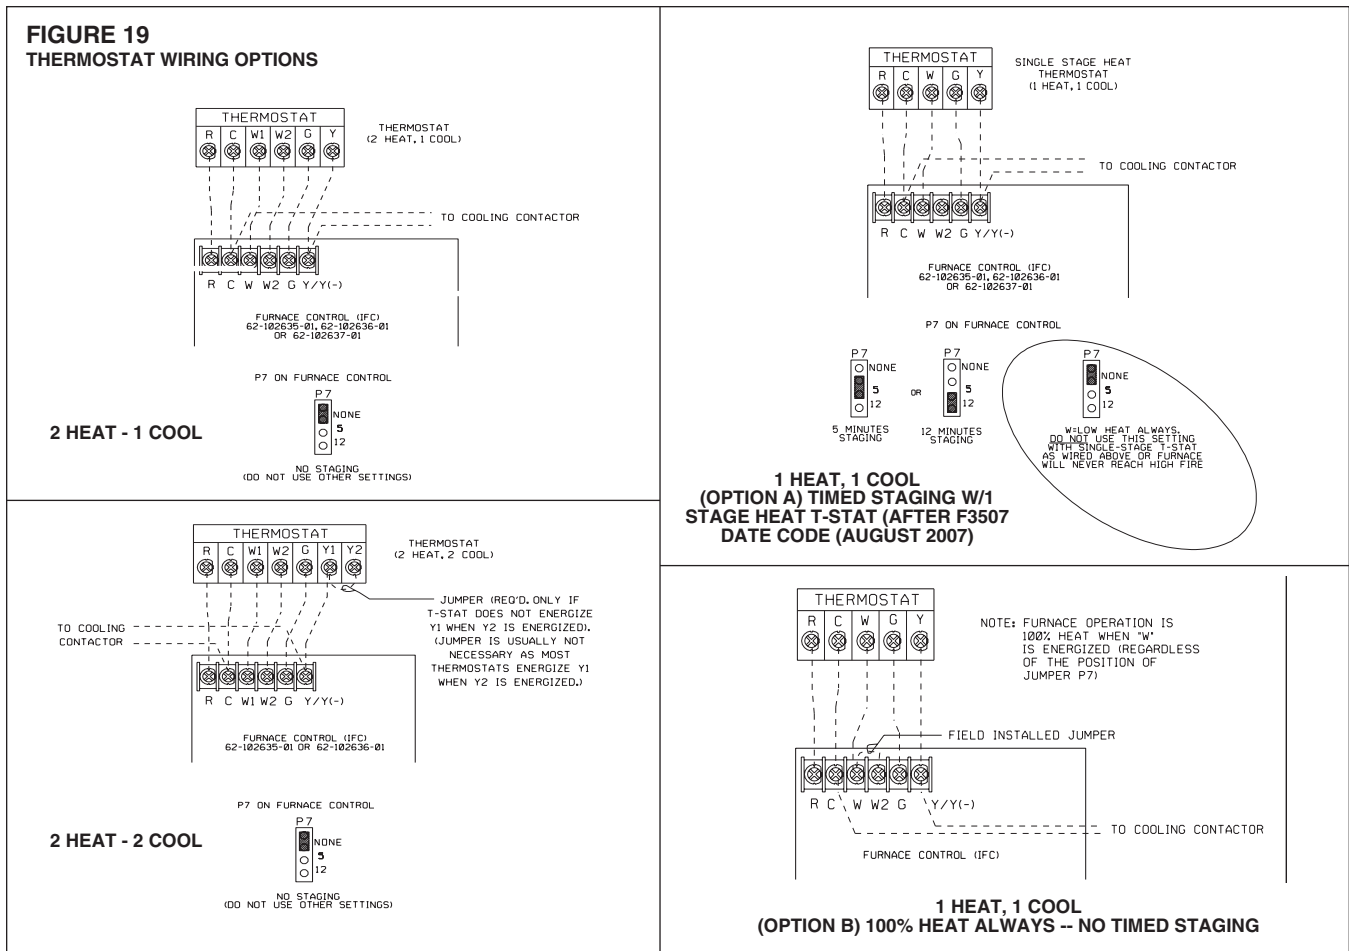 FIGURE 19
THERMOSTAT WIRING OPTIONS
THERMOSTAT
R C W1 W2 G Y
THERMOSTAT
(2 HEAT, 1 COOL)
TO COOLING CONTACTOR
R C W W2 G Y/Y(-)
FURNACE CONTROL (IFC)
62-102635-01, 62-102636-01
OR 62-102637-01
P7 ON FURNACE CONTROL
P7
NONE
5
12
2 HEAT - 1 COOL
NO STAGING
(DO NOT USE OTHER SETTINGS)
THERMOSTAT
R C W1 W2 G Y1 Y2
THERMOSTAT
(2 HEAT, 2 COOL)
JUMPER (REQ'D. ONLY IF
T-STAT DOES NOT ENERGIZE
Y1 WHEN Y2 IS ENERGIZED).
(JUMPER IS USUALLY NOT
NECESSARY AS MOST
THERMOSTATS ENERGIZE Y1
WHEN Y2 IS ENERGIZED.)
TO COOLING
CONTACTOR
R C W1 W2 G Y/Y(-)
FURNACE CONTROL (IFC)
62-102635-01 OR 62-102636-01
P7 ON FURNACE CONTROL
P7
NONE
5
12
2 HEAT - 2 COOL
NO STAGING
(DO NOT USE OTHER SETTINGS)
THERMOSTAT
R C W G Y
SINGLE STAGE HEAT
THERMOSTAT
(1 HEAT, 1 COOL)
TO COOLING CONTACTOR
R C W W2 G Y/Y(-)
FURNACE CONTROL (IFC)
62-102635-01, 62-102636-01
OR 62-102637-01
P7 ON FURNACE CONTROL
P7
NONE
5
12
5 MINUTES
STAGING
OR
P7
NONE
5
12
12 MINUTES
STAGING
P7
NONE
5
12
W=LOW HEAT ALWAYS.
DO NOT USE THIS SETTING
WITH SINGLE-STAGE T-STAT
AS WIRED ABOVE OR FURNACE
WILL NEVER REACH HIGH FIRE
1 HEAT, 1 COOL
(OPTION A) TIMED STAGING W/1
STAGE HEAT T-STAT (AFTER F3507
DATE CODE (AUGUST 2007)
THERMOSTAT
R C W G Y
NOTE: FURNACE OPERATION IS
100% HEAT WHEN "W"
IS ENERGIZED (REGARDLESS
OF THE POSITION OF
JUMPER P7)
FIELD INSTALLED JUMPER
R C W W2 G Y/Y(-)
TO COOLING CONTACTOR
FURNACE CONTROL (IFC)
1 HEAT, 1 COOL
(OPTION B) 100% HEAT ALWAYS -- NO TIMED STAGING